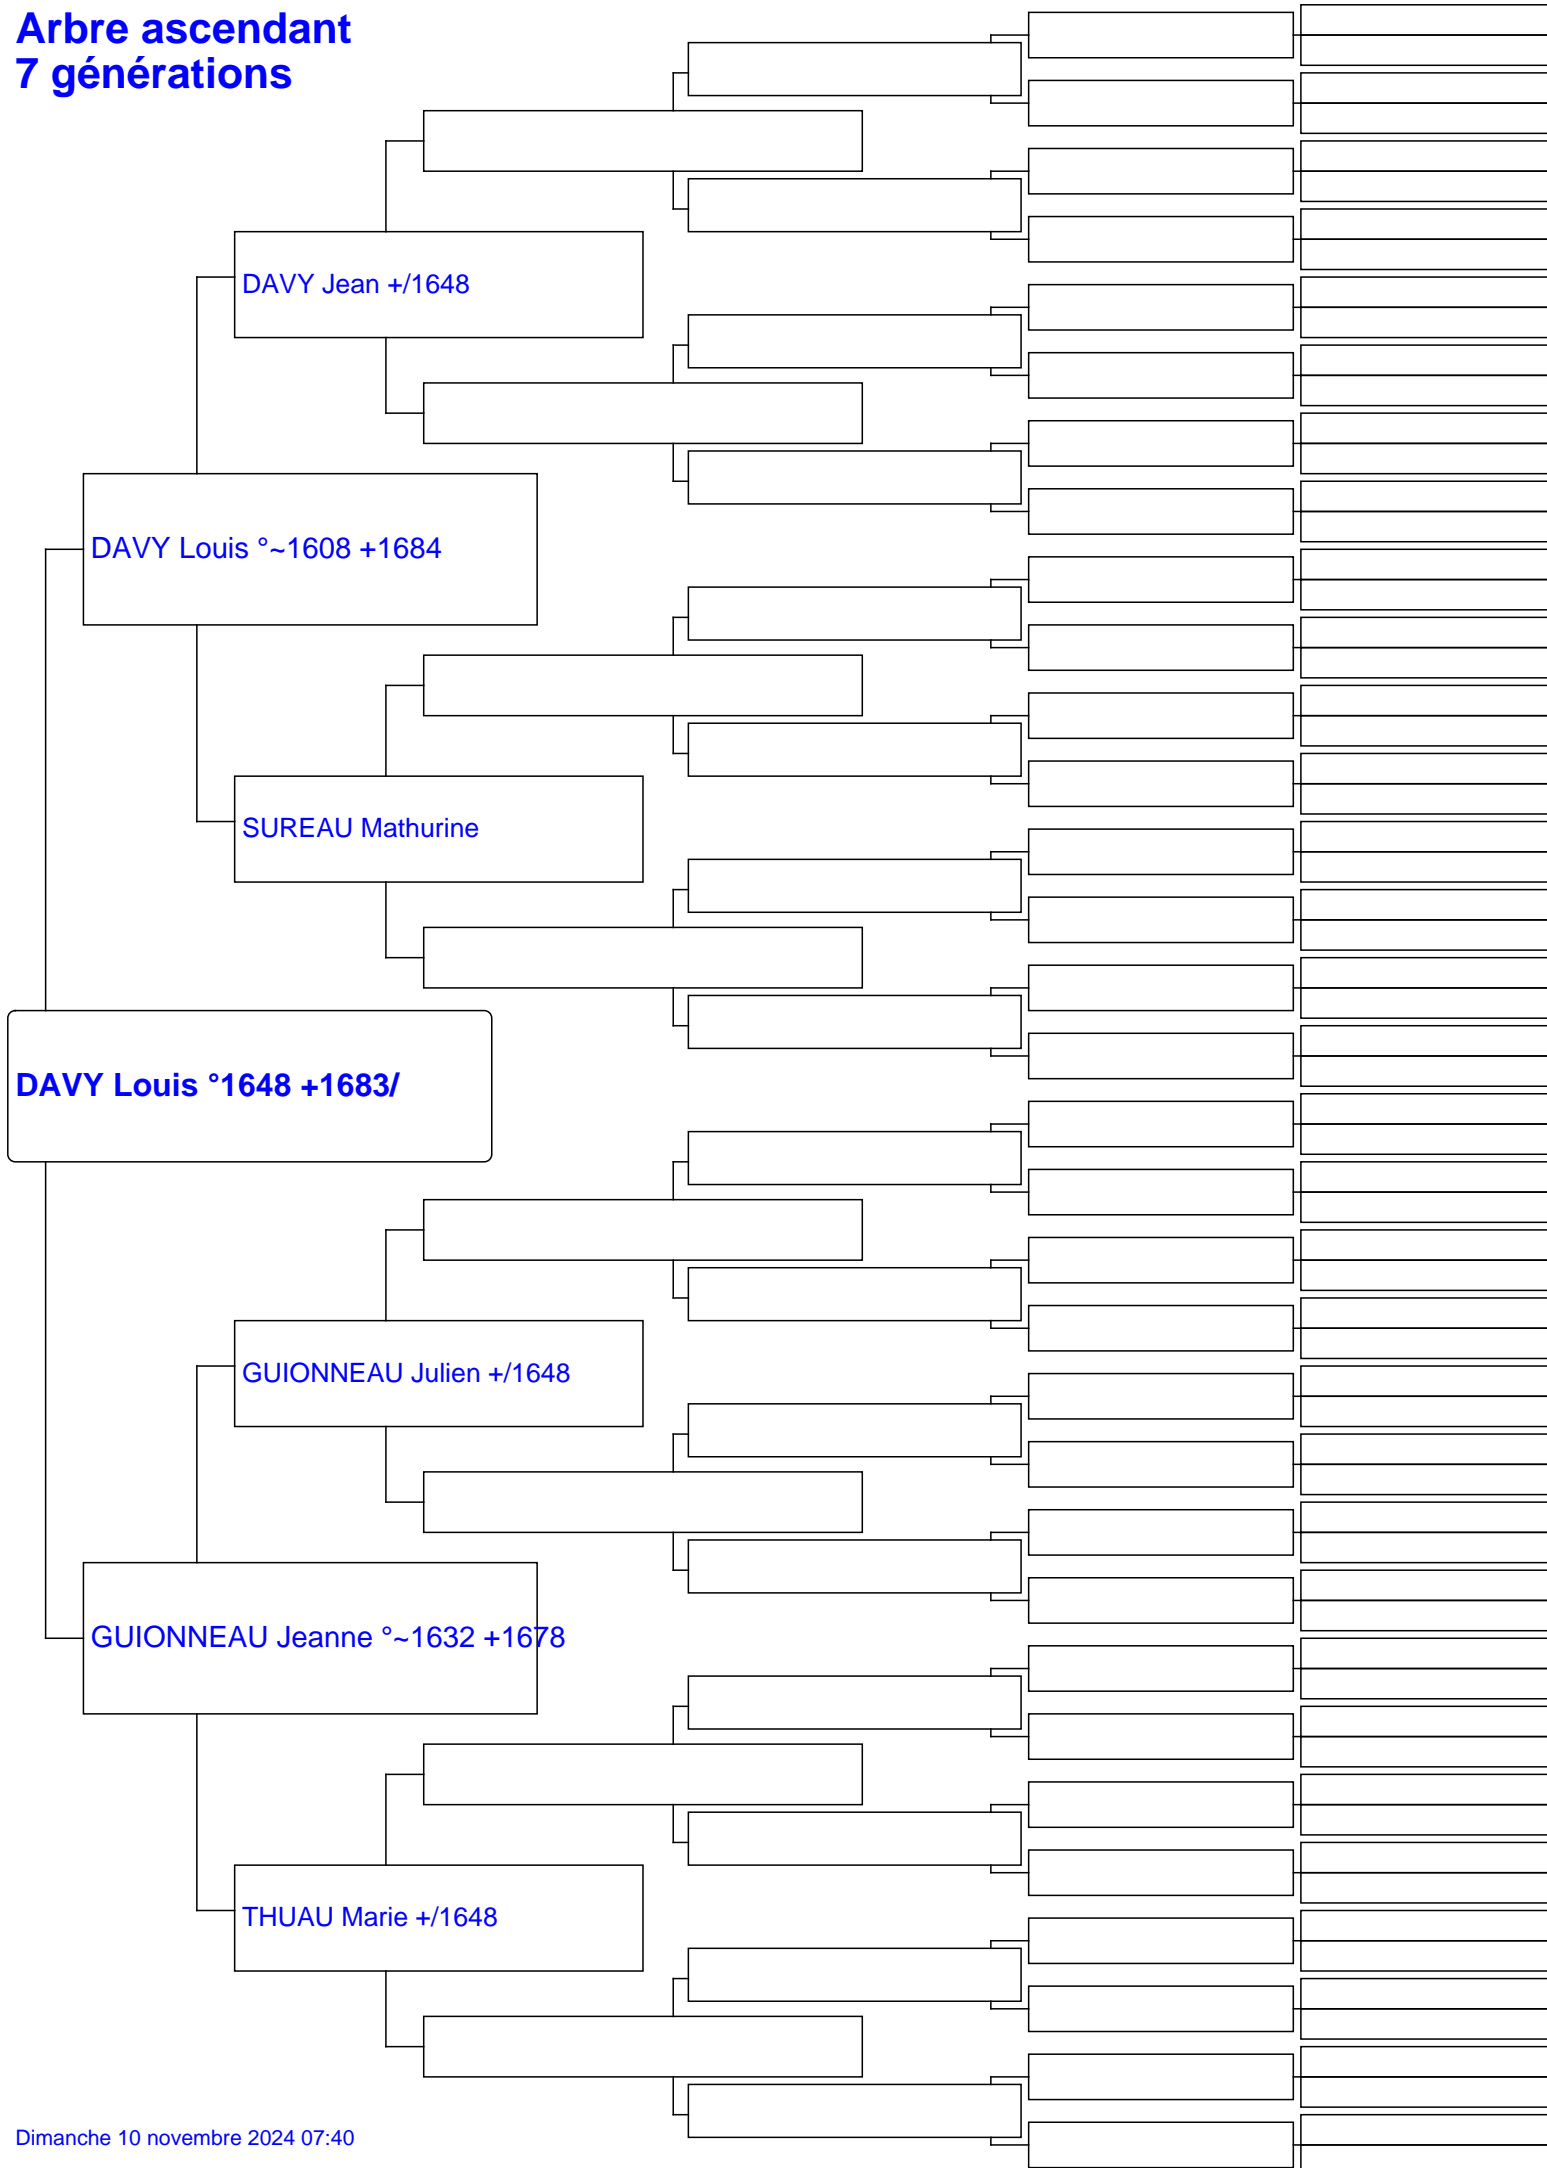 Arbre ascendant
7 générations
DAVY Jean +/1648
DAVY Louis °~1608 +1684
SUREAU Mathurine
DAVY Louis °1648 +1683/
GUIONNEAU Julien +/1648
GUIONNEAU Jeanne °~1632 +1678
THUAU Marie +/1648
Dimanche 10 novembre 2024 07:40